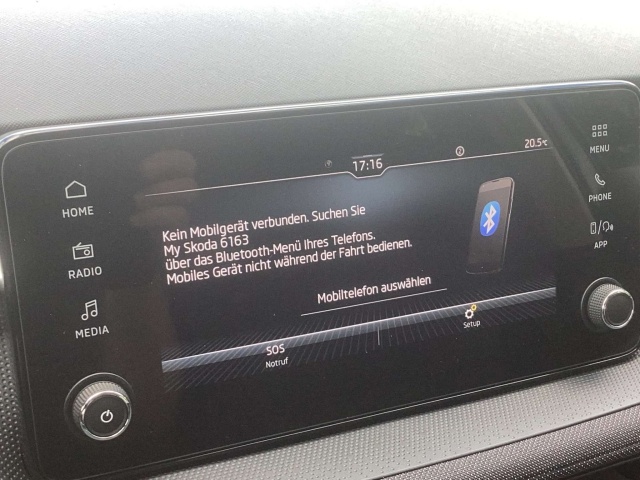 17:16
20.5°C
HOME
RADIO
MEDIA
Kein Mobilgerät verbunden. Suchen Sie
My Skoda 6163
über das Bluetooth-Menü Ihres Telefons.
Mobiles Gerät nicht während der Fahrt bedienen.
Mobiltelefon auswählen
SOS
Notruf
Setup
MENU
PHONE
APP